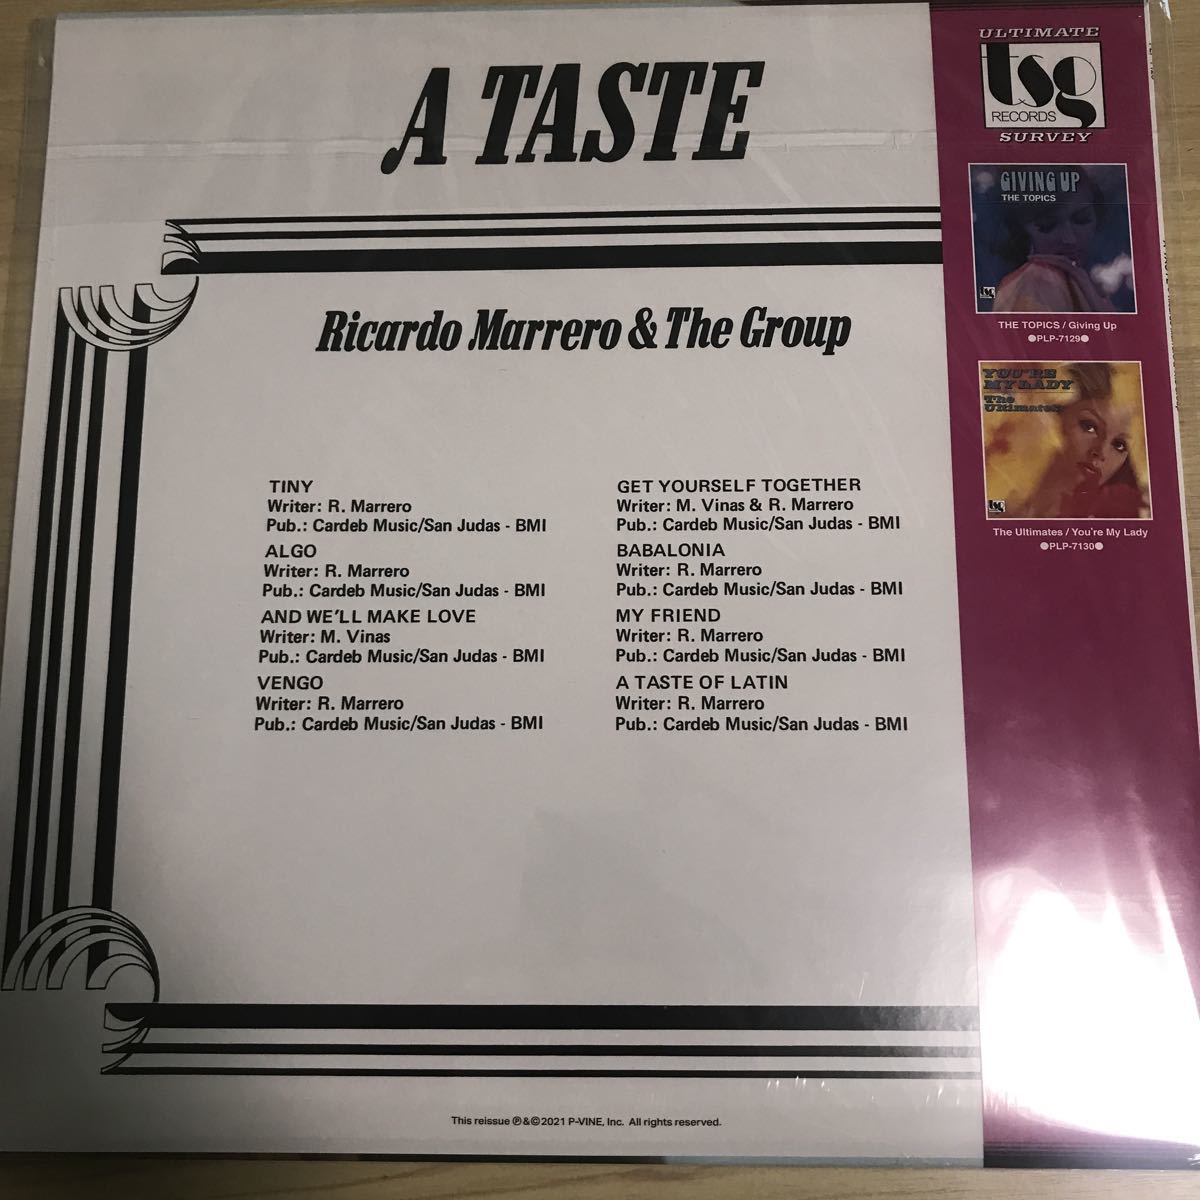 A TASTE
Ricardo Marrero & The Group
TINY
Writer: R. Marrero
Pub.: Cardeb Music/San Judas - BMI
ALGO
Writer: R. Marrero
Pub.: Cardeb Music/San Judas - BMI
AND WE'LL MAKE LOVE
Writer: M. Vinas
Pub.: Cardeb Music/San Judas - BMI
VENGO
Writer: R. Marrero
Pub.: Cardeb Music/San Judas - BMI
GET YOURSELF TOGETHER
Writer: M. Vinas & R. Marrero
Pub.: Cardeb Music/San Judas - BMI
BABALONIA
Writer: R. Marrero
Pub.: Cardeb Music/San Judas - BMI
MY FRIEND
Writer: R. Marrero
Pub.: Cardeb Music/San Judas - BMI
A TASTE OF LATIN
Writer: R. Marrero
Pub.: Cardeb Music/San Judas - BMI
This reissue ℗&©2021 P-VINE, Inc. All rights reserved.
ULTIMATE
tsg
RECORDS
SURVEY
GIVING UP
THE TOPICS
tsg
THE TOPICS / Giving Up
●PLP-7129●
YOU'RE
MY LADY
The
Ultimates
tsg
The Ultimates / You're My Lady
●PLP-7130●